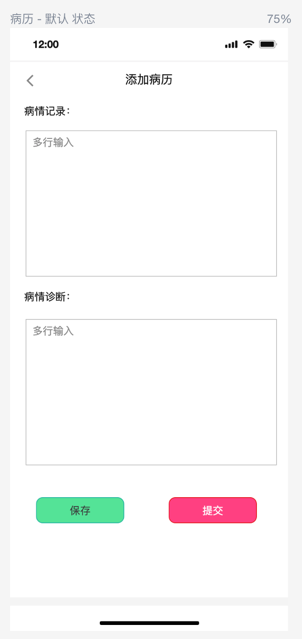 病历 - 默认 状态
75%
12:00
添加病历
病情记录：
多行输入
病情诊断：
多行输入
保存
提交